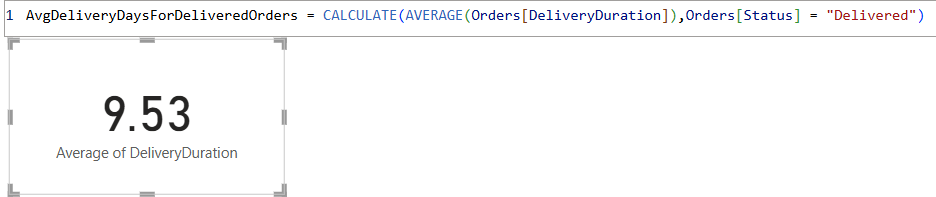 1 AvgDeliveryDaysForDeliveredOrders = CALCULATE(AVERAGE(Orders[DeliveryDuration]),Orders[Status] = "Delivered")
9.53
Average of DeliveryDuration